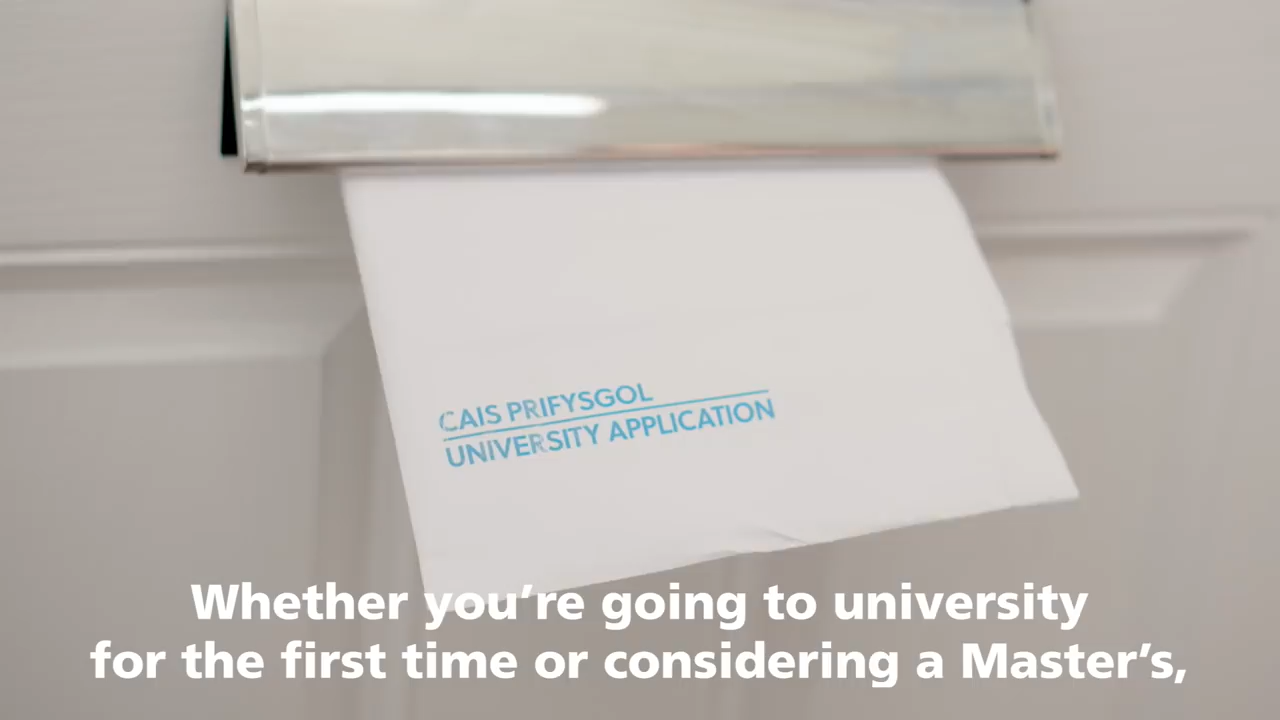 CAIS PRIFYSGOL
UNIVERSITY APPLICATION
Whether you’re going to university
for the first time or considering a Master’s,